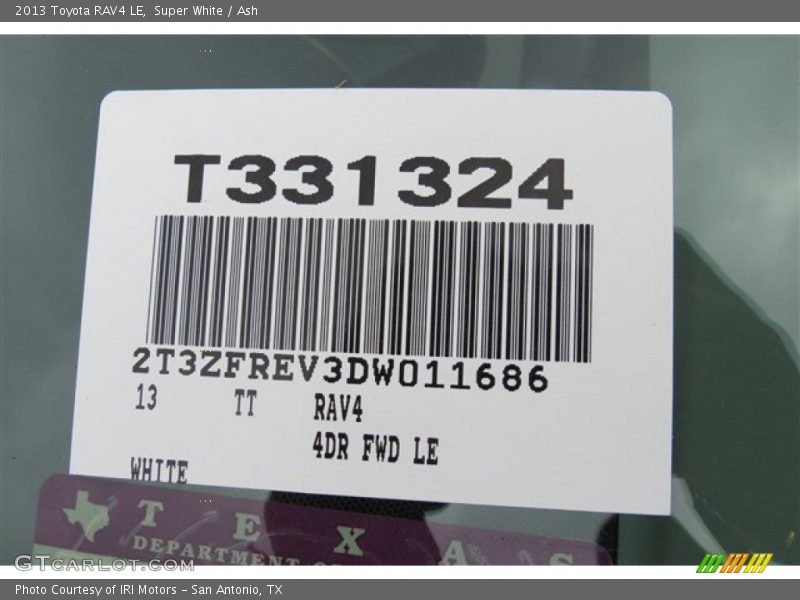 2013 Toyota RAV4 LE, Super White / Ash
T331324
2T3ZFREV3DW011686
13 TT RAV4
4DR FWD LE
WHITE
TEXAS
DEPARTMENT
GTcarlot.com
Photo Courtesy of IRI Motors - San Antonio, TX